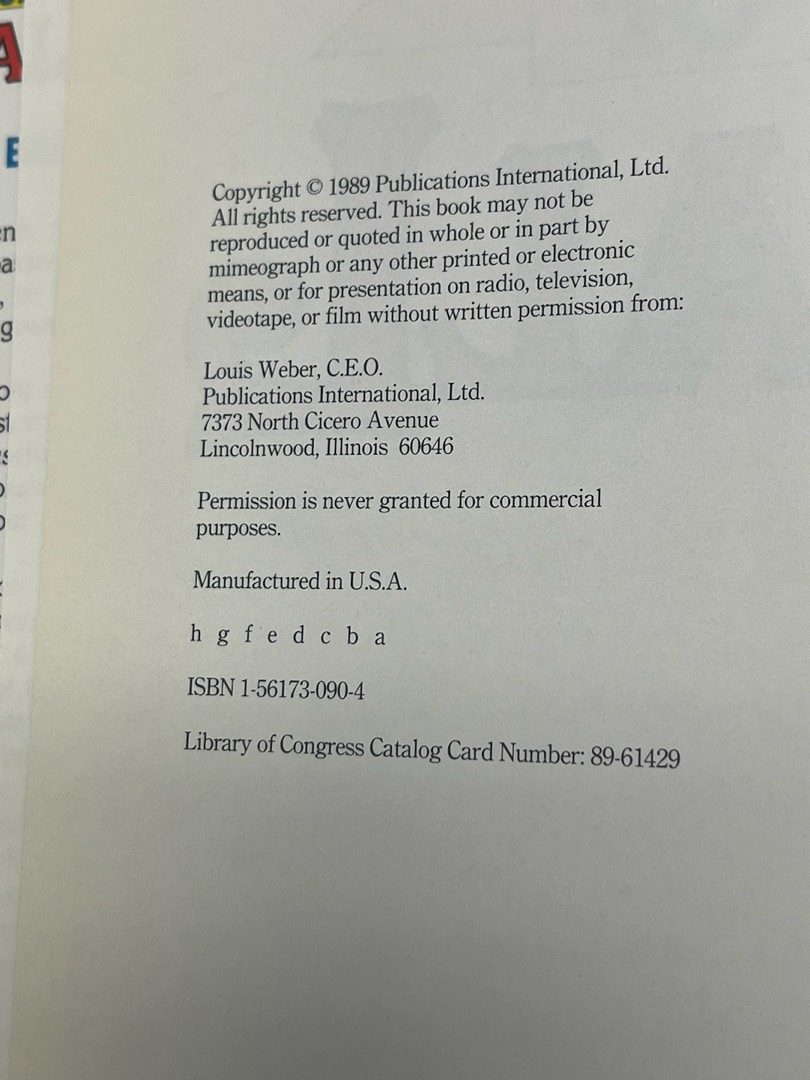 Copyright © 1989 Publications International, Ltd.
All rights reserved. This book may not be
reproduced or quoted in whole or in part by
mimeograph or any other printed or electronic
means, or for presentation on radio, television,
videotape, or film without written permission from:
Louis Weber, C.E.O.
Publications International, Ltd.
7373 North Cicero Avenue
Lincolnwood, Illinois 60646
Permission is never granted for commercial
purposes.
Manufactured in U.S.A.
h g f e d c b a
ISBN 1-56173-090-4
Library of Congress Catalog Card Number: 89-61429